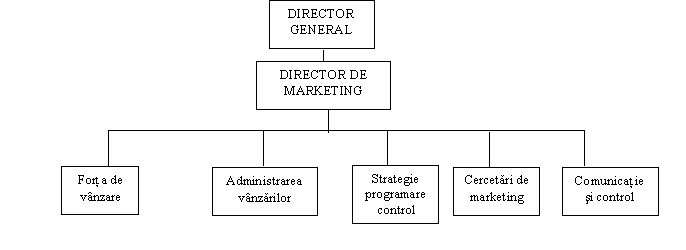 DIRECTOR
GENERAL
DIRECTOR DE
MARKETING
Forţa de
vânzare
Administrarea
vânzărilor
Strategie
programare
control
Cercetări de
marketing
Comunicaţie
şi control